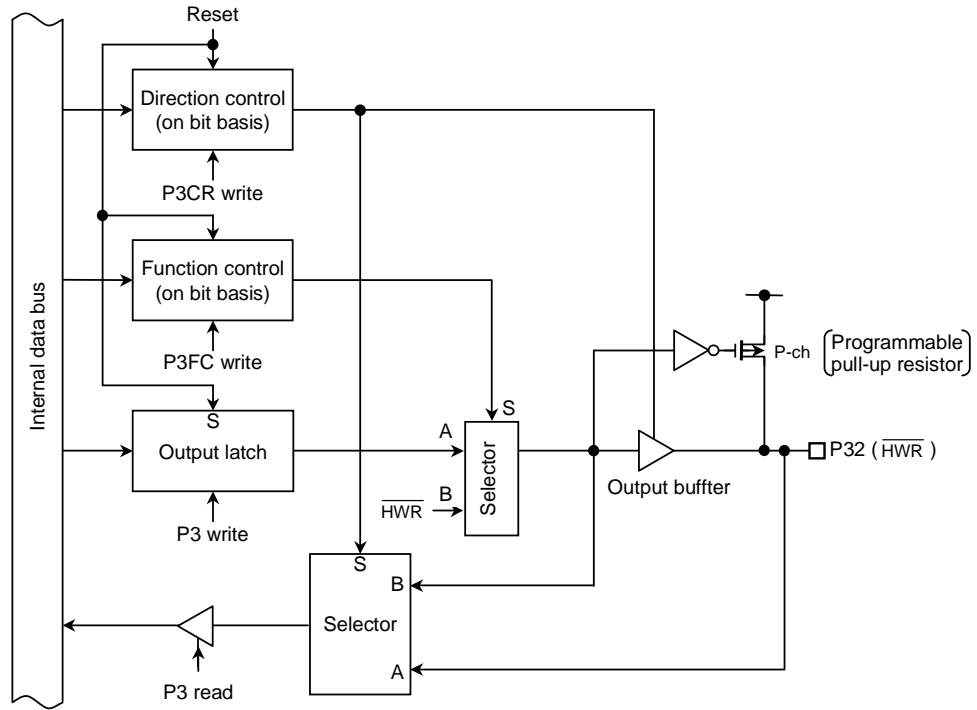 Reset
Direction control
(on bit basis)
P3CR write
Function control
(on bit basis)
P3FC write
Internal data bus
S
Output latch
P3 write
A
S
B
HWR
Selector
P-ch
Programmable
pull-up resistor
P32 (HWR)
Output buffter
S
B
Selector
A
P3 read